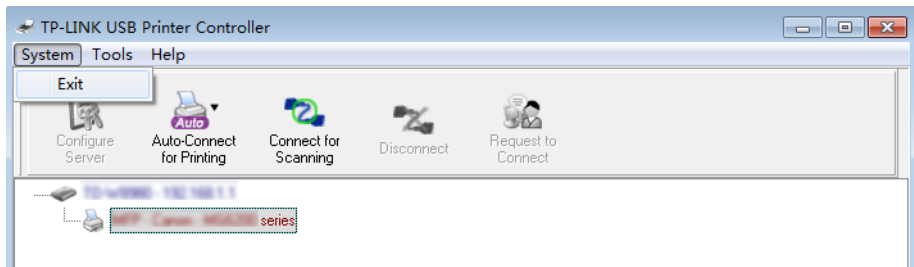 TP-LINK USB Printer Controller
System Tools Help
Exit
Configure Server
Auto
Auto-Connect for Printing
Connect for Scanning
Disconnect
Request to Connect
series